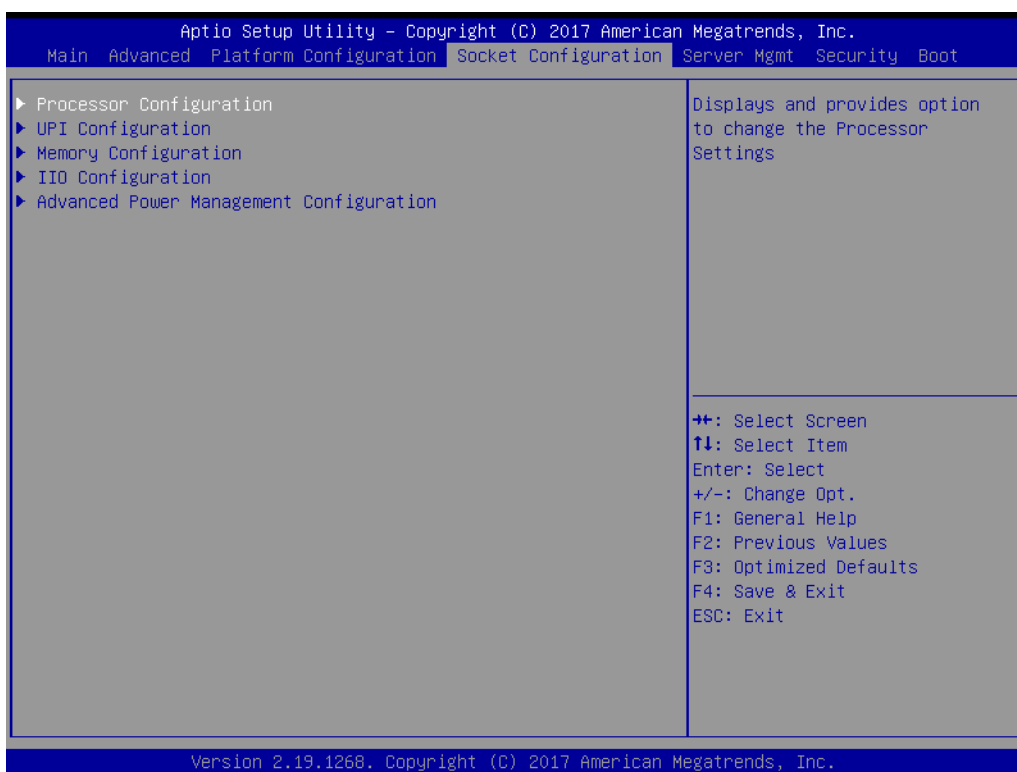 Aptio Setup Utility – Copyright (C) 2017 American Megatrends, Inc.
Main Advanced Platform Configuration Socket Configuration Server Mgmt Security Boot
▶ Processor Configuration
▶ UPI Configuration
▶ Memory Configuration
▶ IIO Configuration
▶ Advanced Power Management Configuration
Displays and provides option
to change the Processor
Settings
→←: Select Screen
↑↓: Select Item
Enter: Select
+/-: Change Opt.
F1: General Help
F2: Previous Values
F3: Optimized Defaults
F4: Save & Exit
ESC: Exit
Version 2.19.1268. Copyright (C) 2017 American Megatrends, Inc.